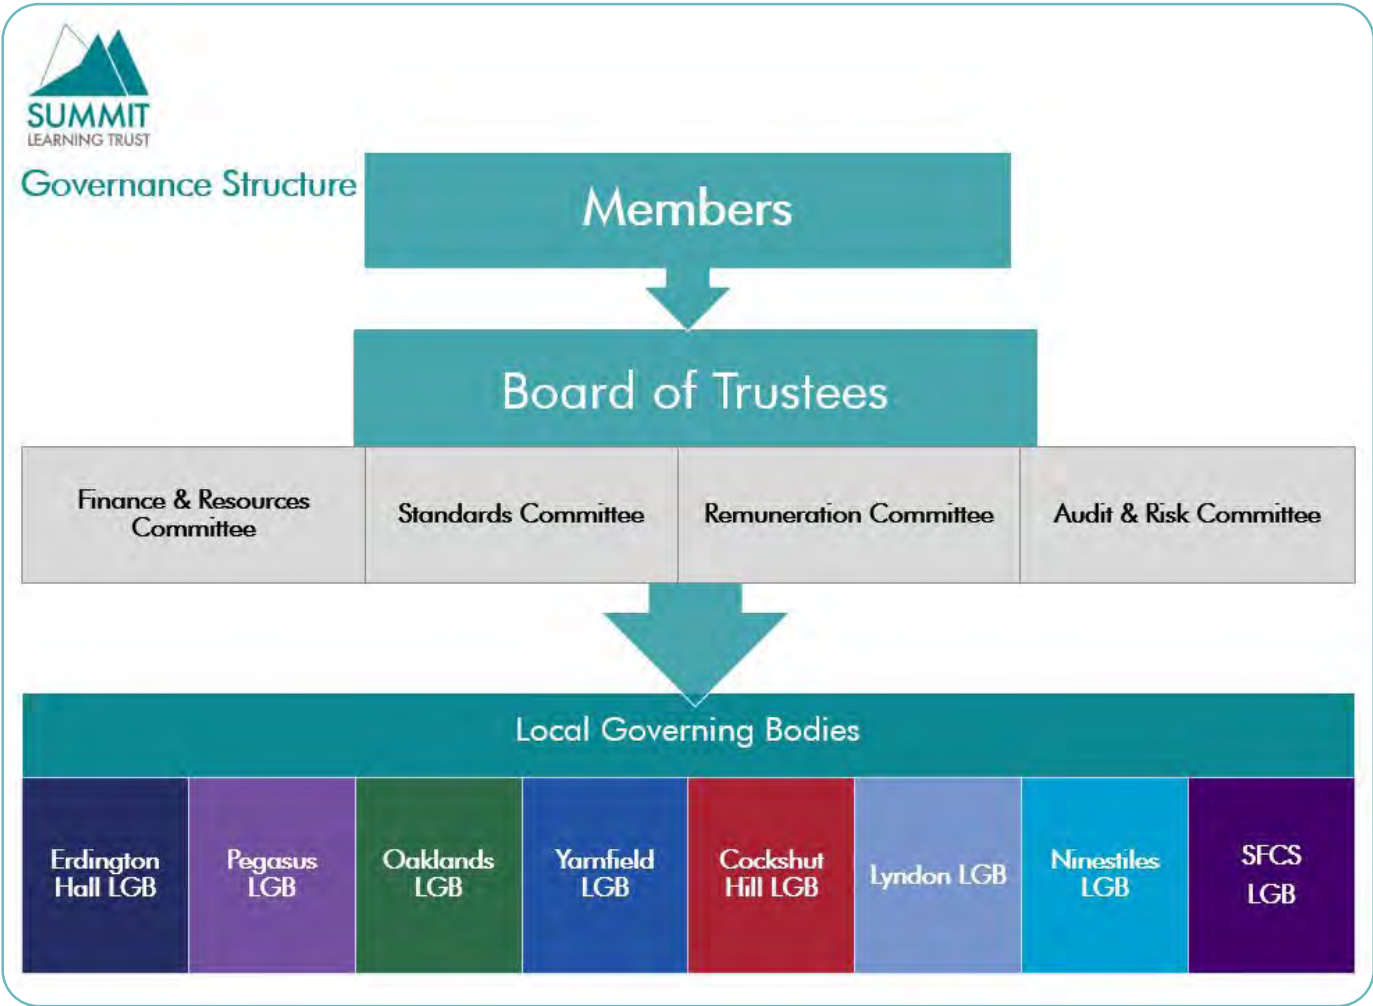 SUMMIT
LEARNING TRUST
Governance Structure
Members
Board of Trustees
Finance & Resources
Committee
Standards Committee
Remuneration Committee
Audit & Risk Committee
Local Governing Bodies
Erdington
Hall LGB
Pegasus
LGB
Oaklands
LGB
Yarnfield
LGB
Cockshut
Hill LGB
Lyndon LGB
Ninestiles
LGB
SFCS
LGB